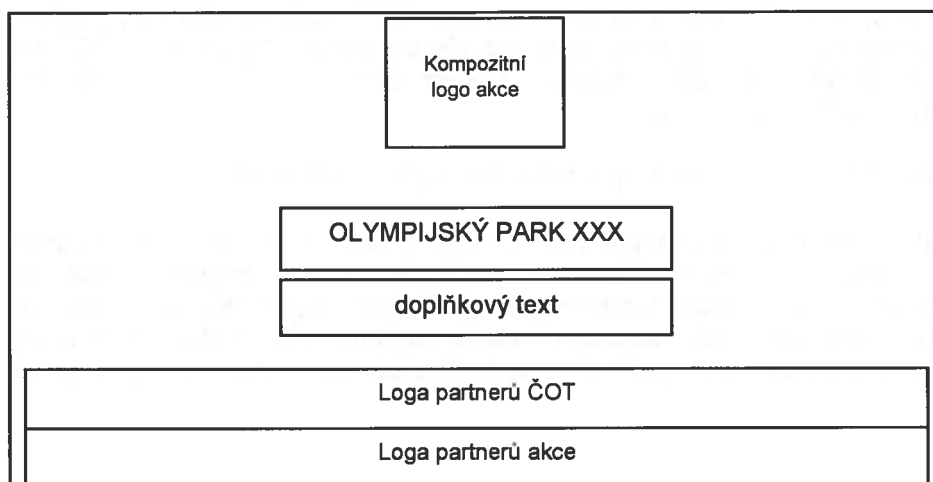 Kompozitní
logo akce
OLYMPIJSKÝ PARK XXX
doplňkový text
Loga partnerů ČOT
Loga partnerů akce